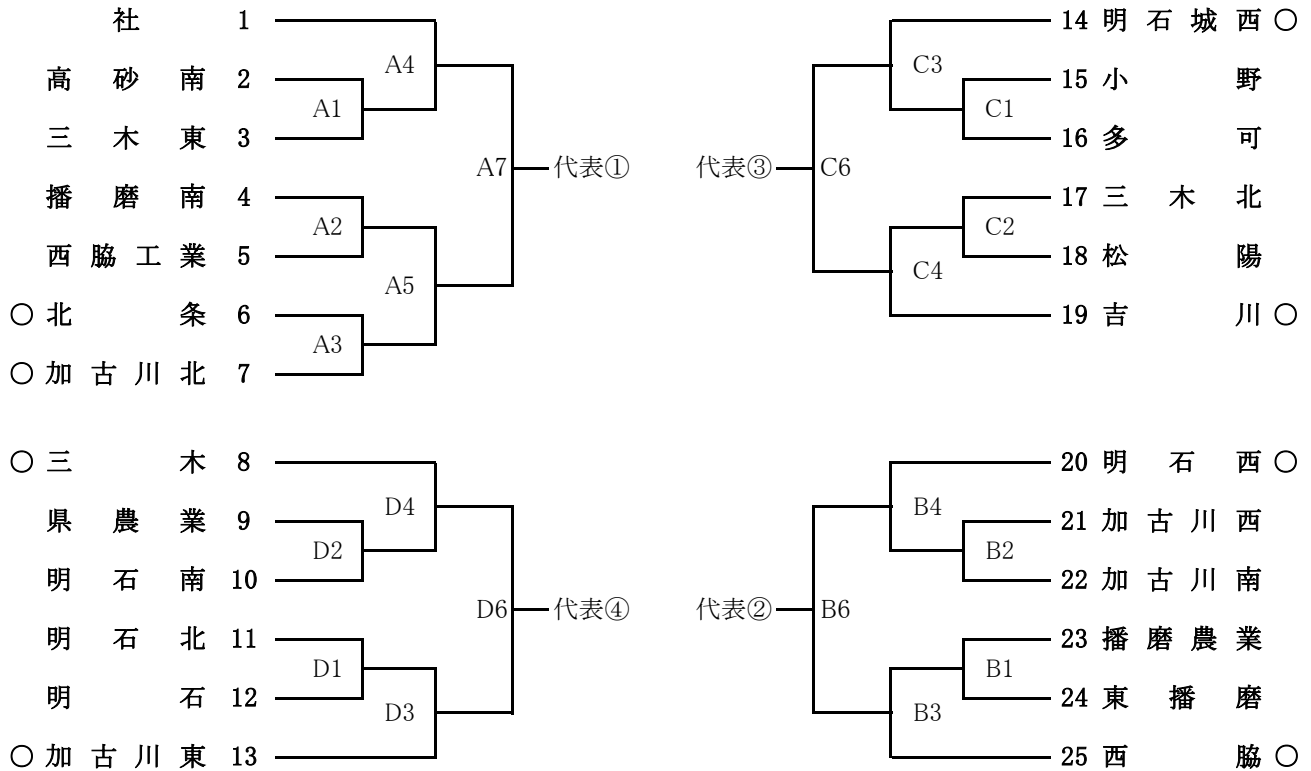 社 1
高砂南 2
A1
三木東 3
A4
播磨南 4
A2
西脇工業 5
A5
○ 北条 6
A3
○ 加古川北 7
A7 代表①
14 明石城西 ○
C3
15 小野
C1
16 多可
代表③ C6
17 三木北
C2
18 松陽
C4
19 吉川 ○
○ 三木 8
D4
県農業 9
D2
明石南 10
D6 代表④
明石北 11
D1
明石 12
D3
○ 加古川東 13
20 明石西 ○
B4
21 加古川西
B2
22 加古川南
代表② B6
23 播磨農業
B1
24 東播磨
B3
25 西脇 ○